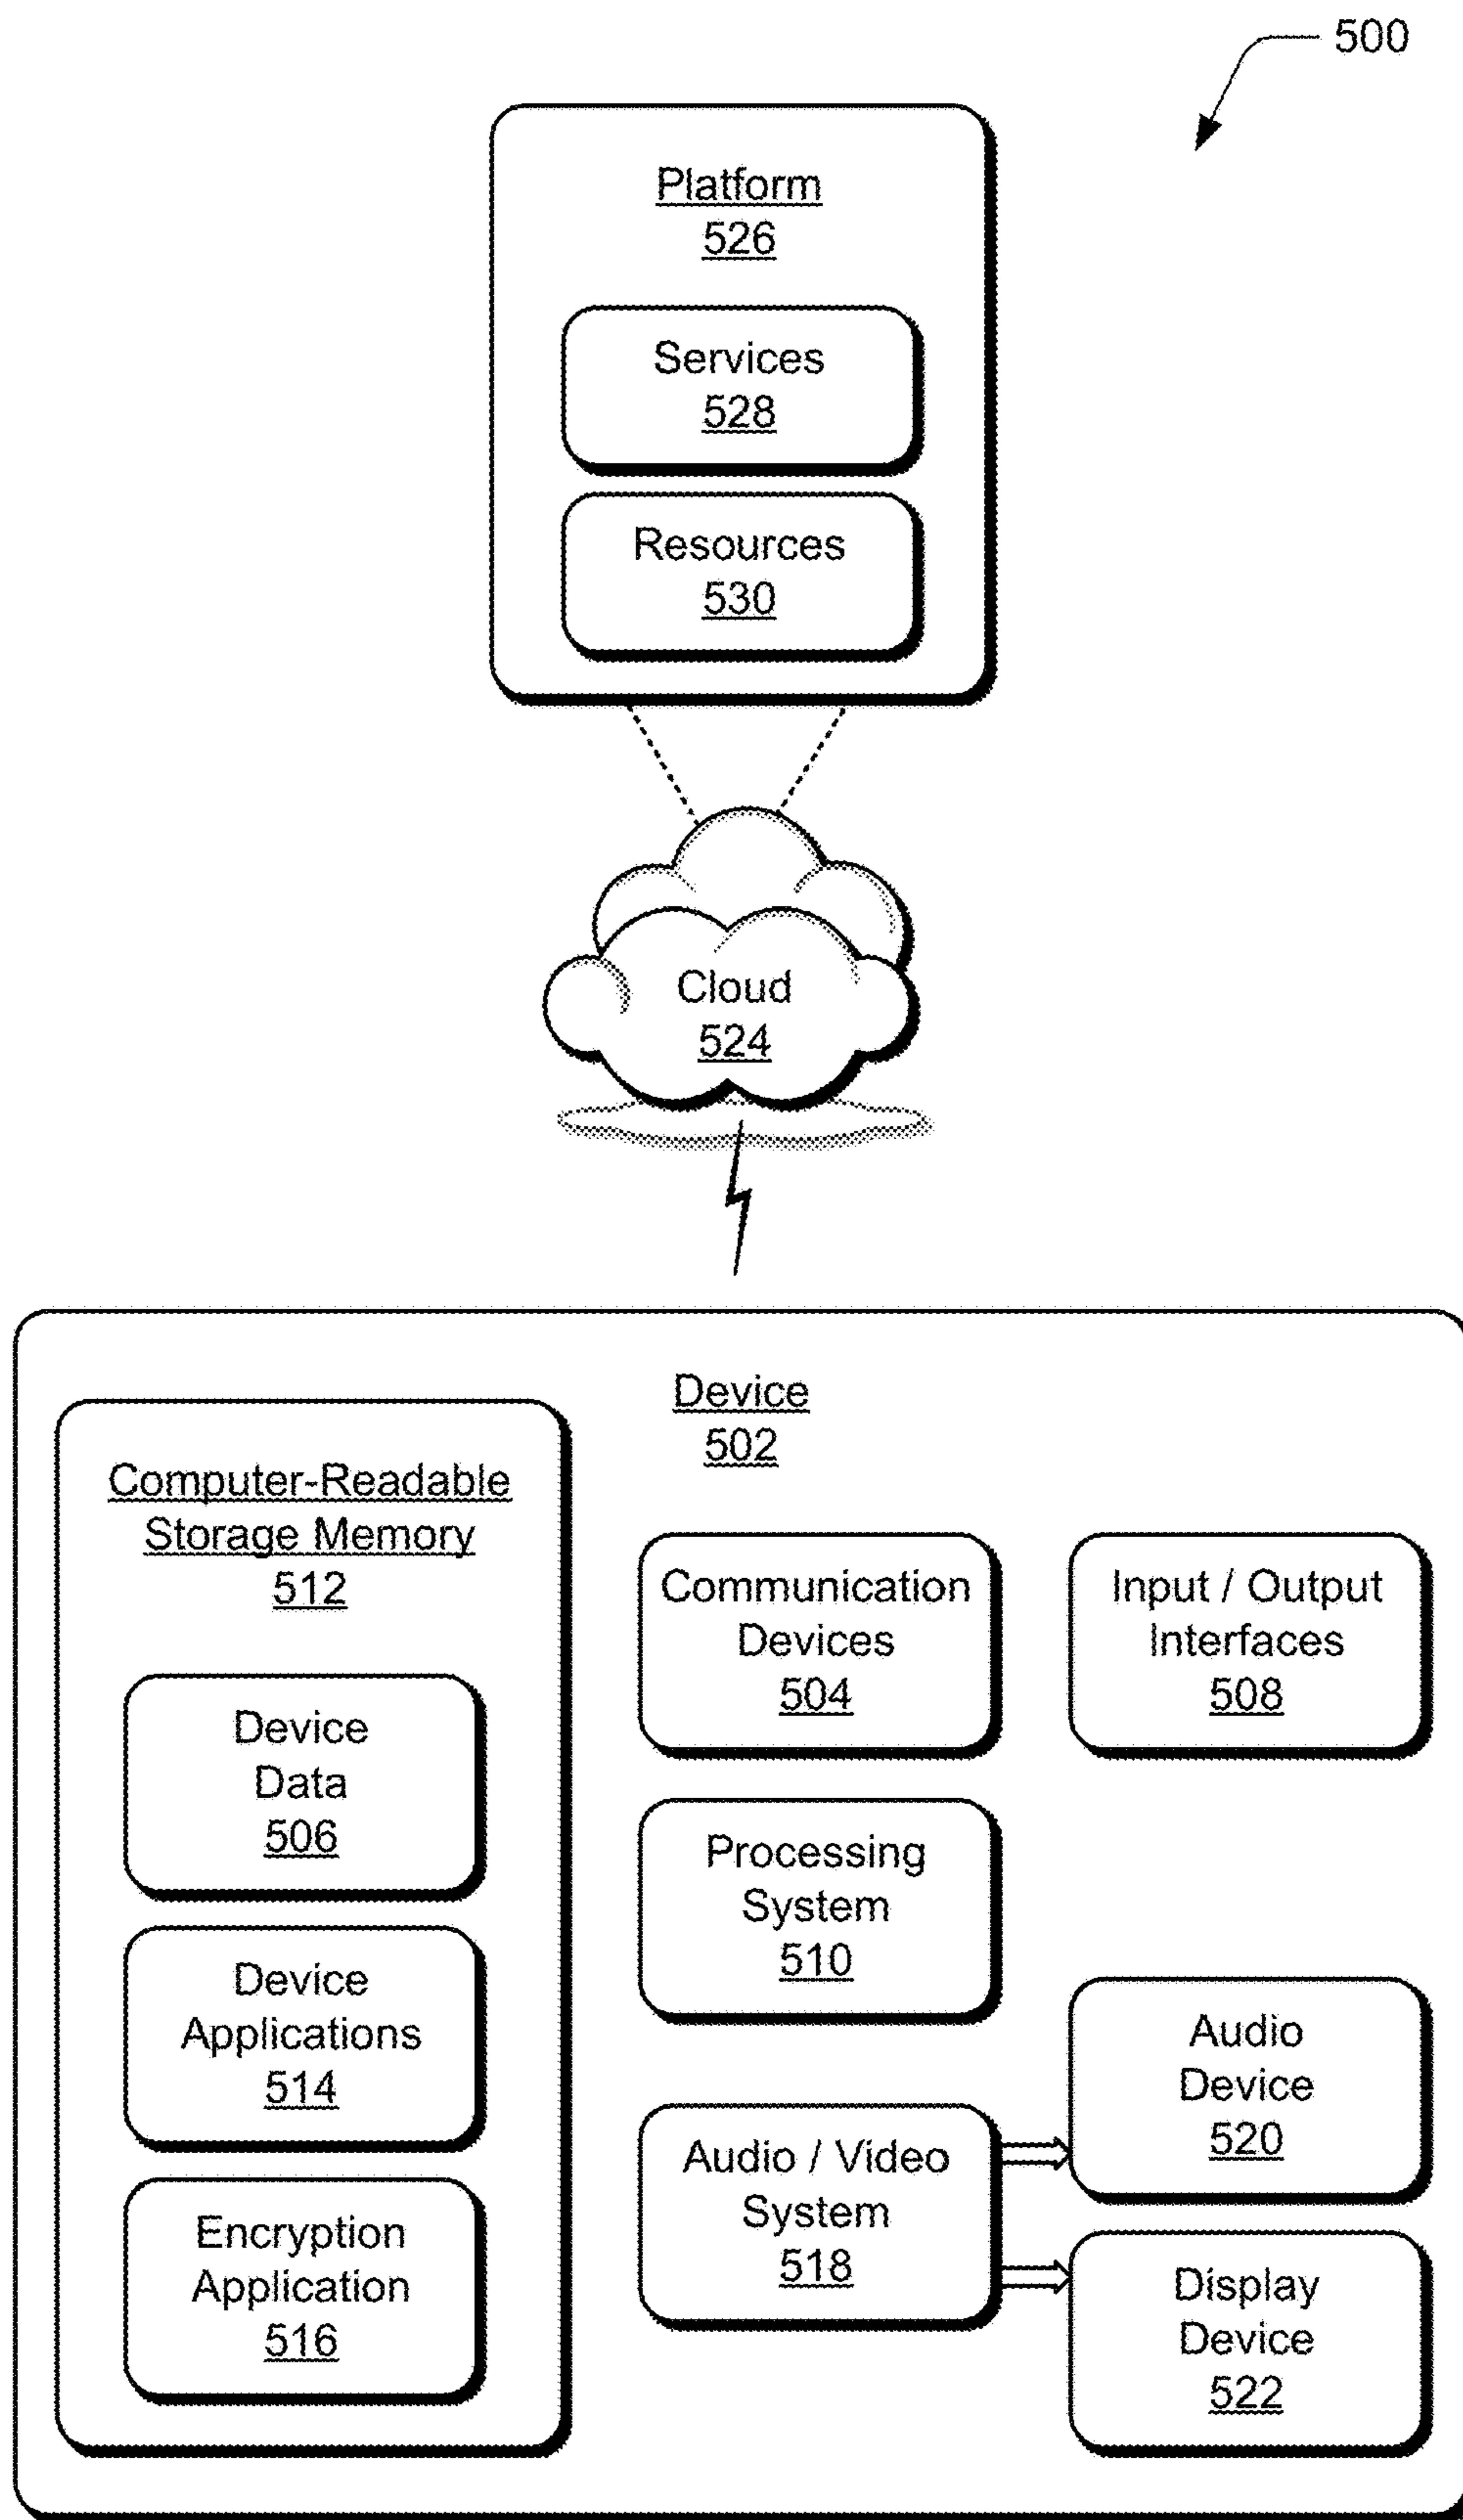 500
Platform
526
Services
528
Resources
530
Cloud
524
Device
502
Computer-Readable
Storage Memory
512
Device
Data
506
Device
Applications
514
Encryption
Application
516
Communication
Devices
504
Input / Output
Interfaces
508
Processing
System
510
Audio / Video
System
518
Audio
Device
520
Display
Device
522